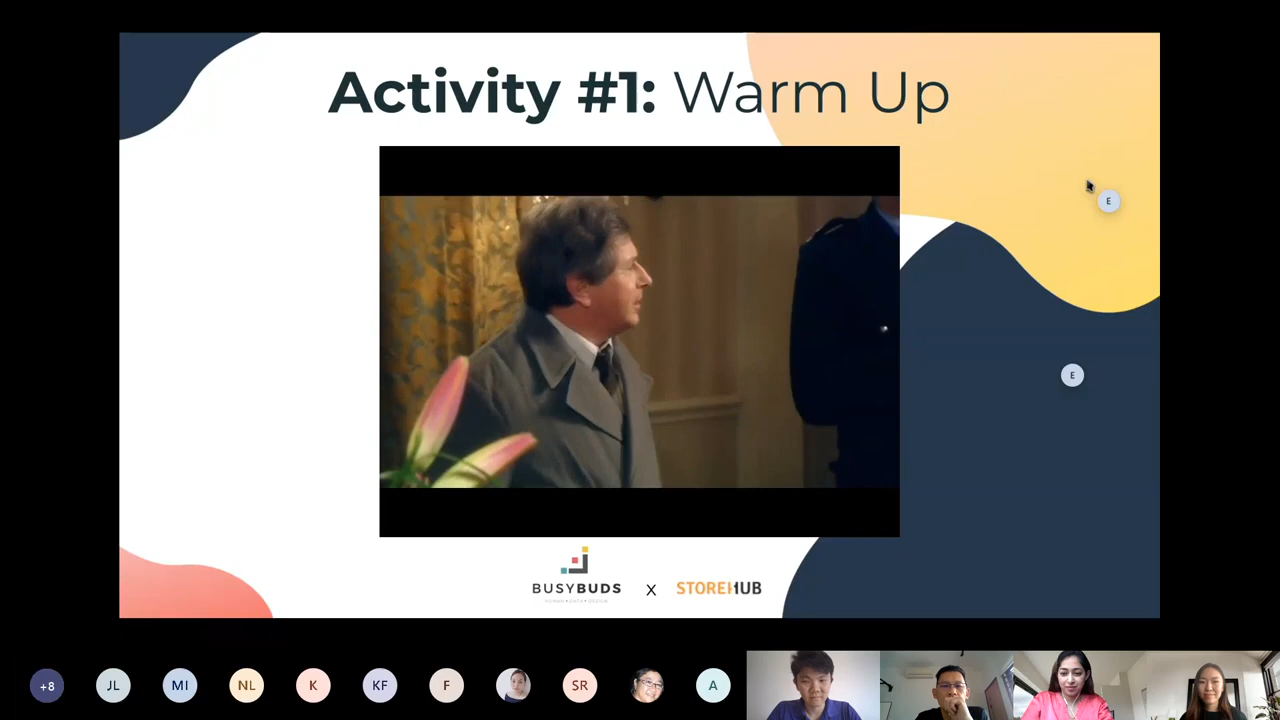 Activity #1: Warm Up
E
E
BUSYBUDS
X
STOREHUB
+8
JL
MI
NL
K
KF
F
SR
A